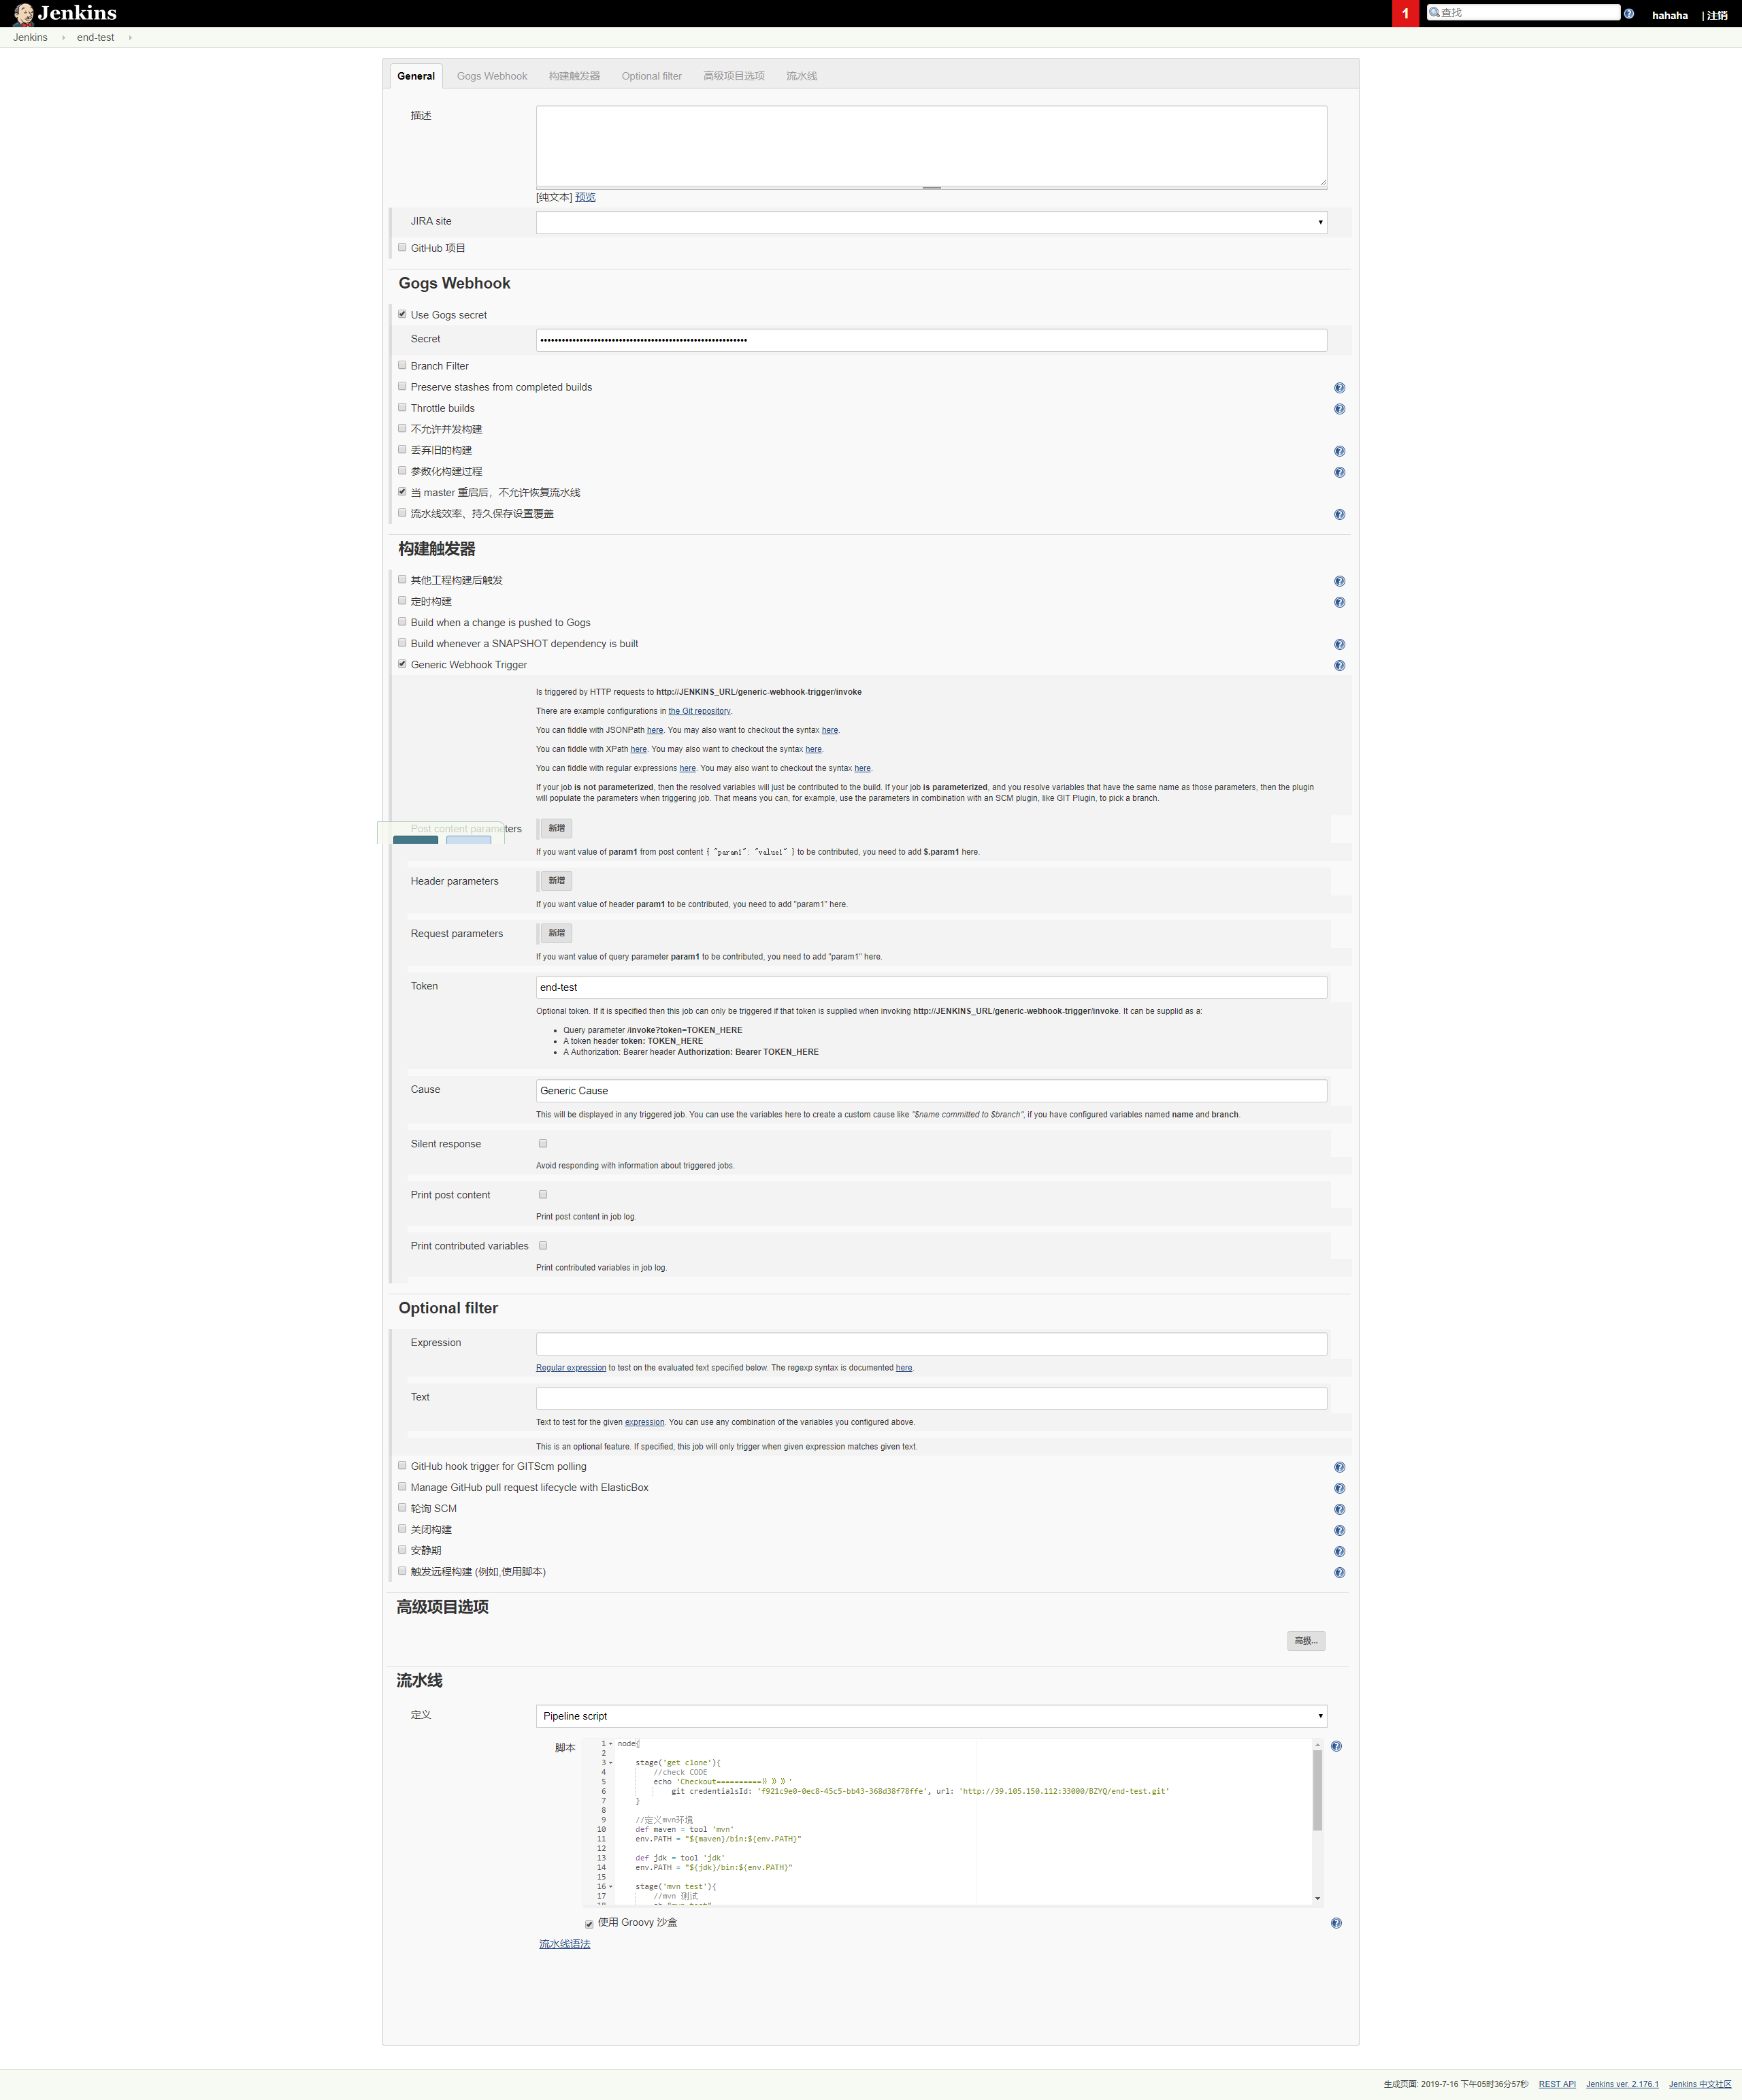 Jenkins
1
查找
hahaha
| 注销
Jenkins
end-test
General
Gogs Webhook
构建触发器
Optional filter
高级项目选项
流水线
描述
[纯文本] 预览
JIRA site
GitHub 项目
Gogs Webhook
Use Gogs secret
Secret
Branch Filter
Preserve stashes from completed builds
Throttle builds
不允许并发构建
丢弃旧的构建
参数化构建过程
当 master 重启后，不允许恢复流水线
流水线效率、持久保存设置覆盖
构建触发器
其他工程构建后触发
定时构建
Build when a change is pushed to Gogs
Build whenever a SNAPSHOT dependency is built
Generic Webhook Trigger
Is triggered by HTTP requests to http://JENKINS_URL/generic-webhook-trigger/invoke
There are example configurations in the Git repository.
You can fiddle with JSONPath here. You may also want to checkout the syntax here.
You can fiddle with XPath here. You may also want to checkout the syntax here.
You can fiddle with regular expressions here. You may also want to checkout the syntax here.
If your job is not parameterized, then the resolved variables will just be contributed to the build. If your job is parameterized, and you resolve variables that have the same name as those parameters, then the plugin
will populate the parameters when triggering job. That means you can, for example, use the parameters in combination with an SCM plugin, like GIT Plugin, to pick a branch.
Post content parameters
新增
If you want value of param1 from post content { "param1": "value1" } to be contributed, you need to add $.param1 here.
Header parameters
新增
If you want value of header param1 to be contributed, you need to add "param1" here.
Request parameters
新增
If you want value of query parameter param1 to be contributed, you need to add "param1" here.
Token
end-test
Optional token. If it is specified then this job can only be triggered if that token is supplied when invoking http://JENKINS_URL/generic-webhook-trigger/invoke. It can be supplid as a:
• Query parameter /invoke?token=TOKEN_HERE
• A token header token: TOKEN_HERE
• A Authorization: Bearer header Authorization: Bearer TOKEN_HERE
Cause
Generic Cause
This will be displayed in any triggered job. You can use the variables here to create a custom cause like "$name committed to $branch", if you have configured variables named name and branch.
Silent response
Avoid responding with information about triggered jobs.
Print post content
Print post content in job log.
Print contributed variables
Print contributed variables in job log.
Optional filter
Expression
Regular expression to test on the evaluated text specified below. The regexp syntax is documented here.
Text
Text to test for the given expression. You can use any combination of the variables you configured above.
This is an optional feature. If specified, this job will only trigger when given expression matches given text.
GitHub hook trigger for GITScm polling
Manage GitHub pull request lifecycle with ElasticBox
轮询 SCM
关闭构建
安静期
触发远程构建 (例如,使用脚本)
高级项目选项
高级...
流水线
定义
Pipeline script
脚本
1 node{
2
3 stage('get clone'){
4 //check CODE
5 echo 'Checkout==========》》》'
6 git credentialsId: 'f921c9e0-0ec8-45c5-bb43-368d38f78ffe', url: 'http://39.105.150.112:33000/BZYQ/end-test.git'
7 }
8
9 //定义mvn环境
10 def maven = tool 'mvn'
11 env.PATH = "${maven}/bin:${env.PATH}"
12
13 def jdk = tool 'jdk'
14 env.PATH = "${jdk}/bin:${env.PATH}"
15
16 stage('mvn test'){
17 //mvn 测试
18 sh "mvn test"
使用 Groovy 沙盒
流水线语法
生成页面: 2019-7-16 下午05时36分57秒
REST API
Jenkins ver. 2.176.1
Jenkins 中文社区